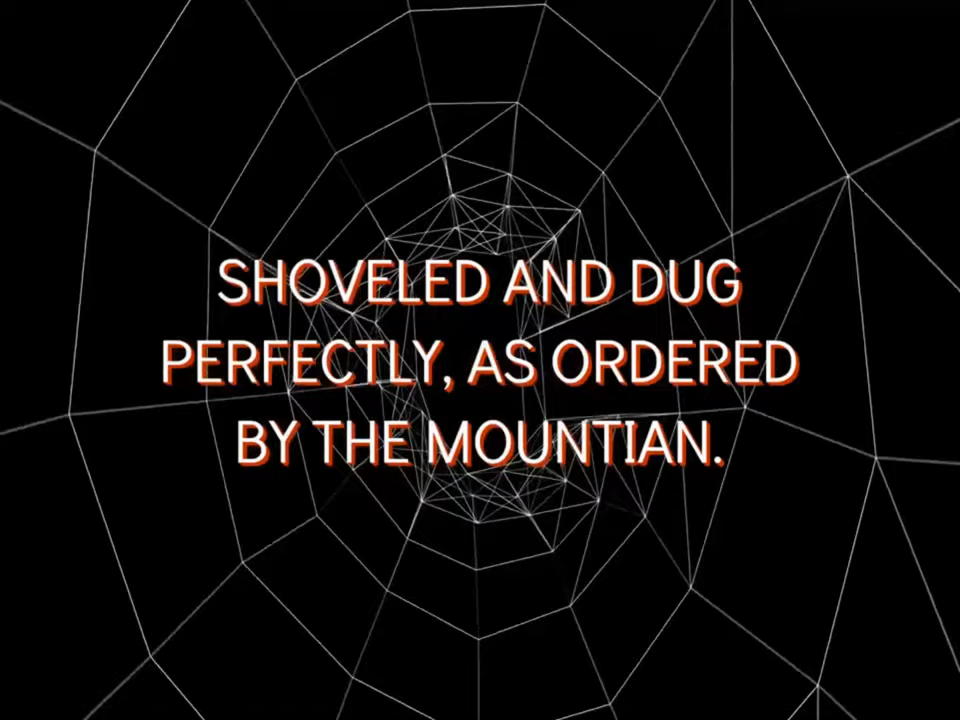 SHOVELED AND DUG
PERFECTLY, AS ORDERED
BY THE MOUNTIAN.